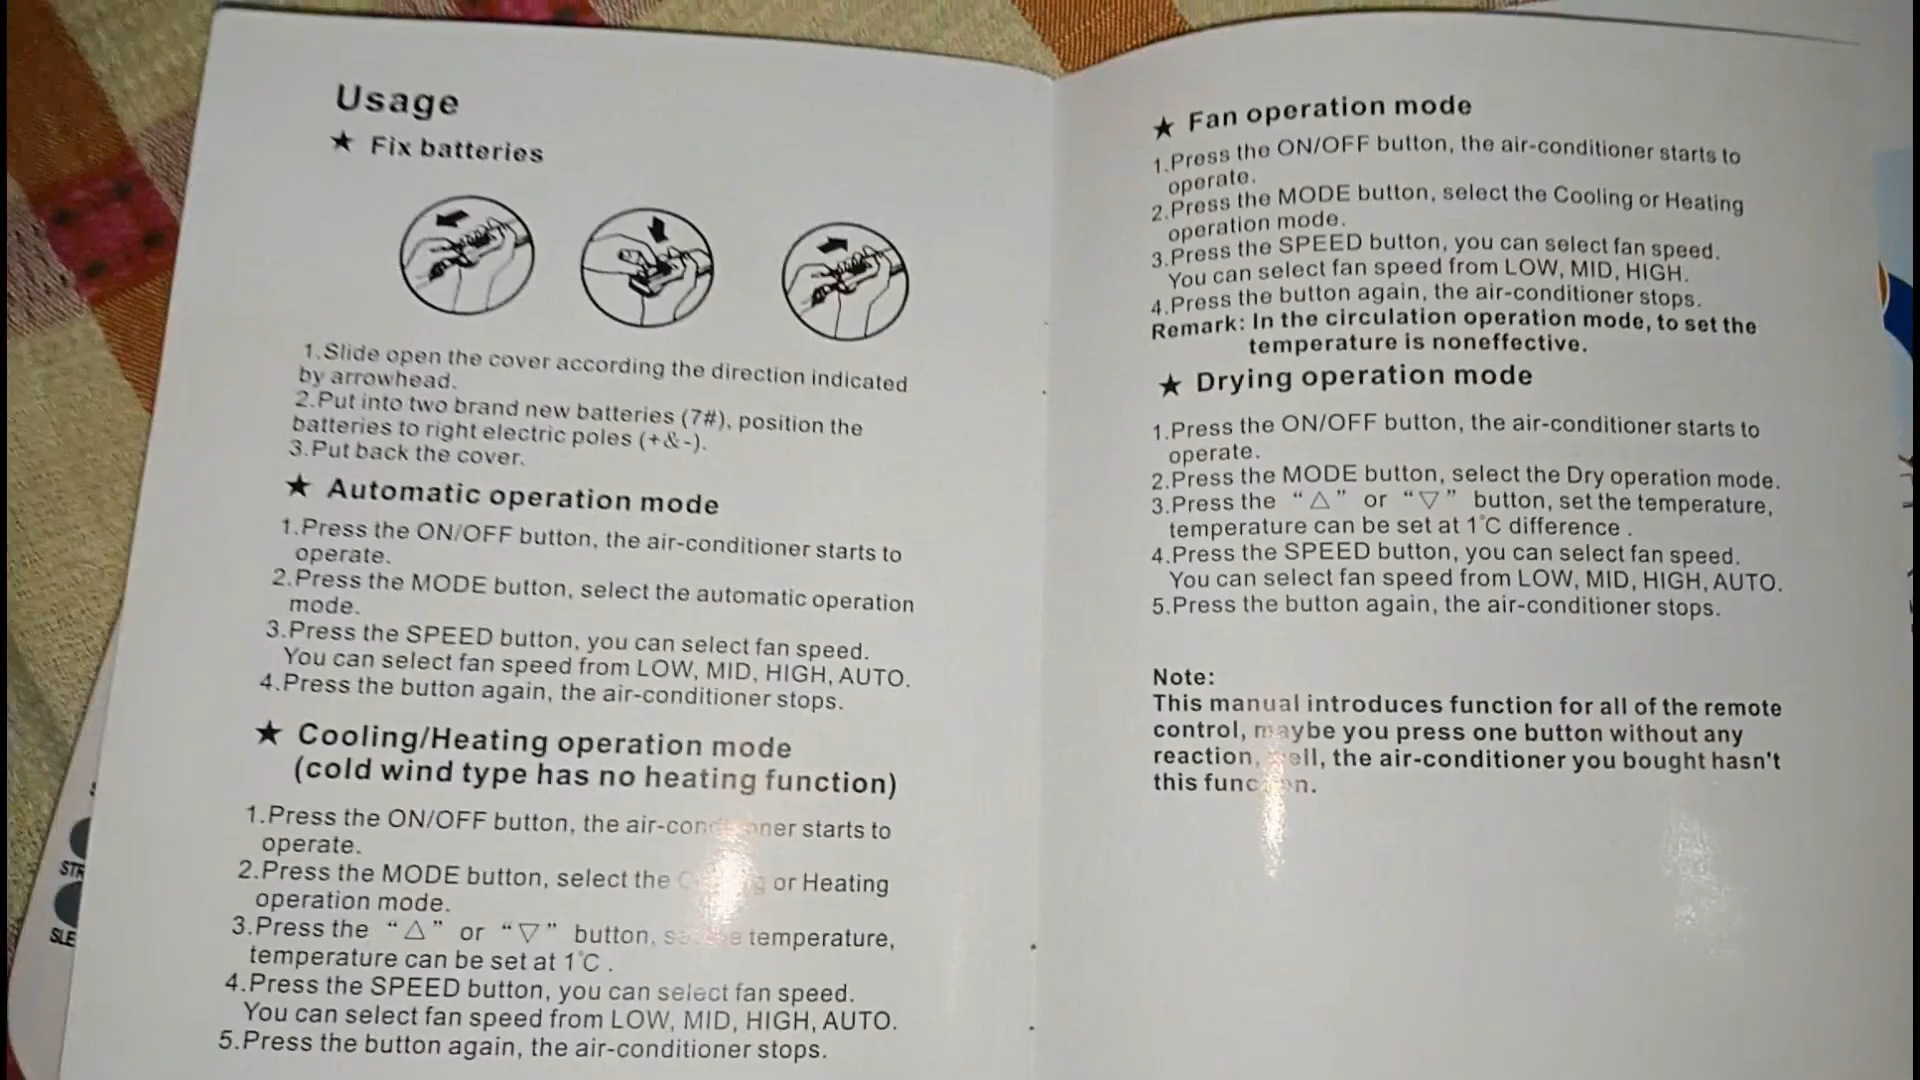 Usage
★ Fix batteries
1.Slide open the cover according the direction indicated
by arrowhead.
2.Put into two brand new batteries (7#), position the
batteries to right electric poles (+&-).
3.Put back the cover.
★ Automatic operation mode
1.Press the ON/OFF button, the air-conditioner starts to
operate.
2.Press the MODE button, select the automatic operation
mode.
3.Press the SPEED button, you can select fan speed.
You can select fan speed from LOW, MID, HIGH, AUTO.
4.Press the button again, the air-conditioner stops.
★ Cooling/Heating operation mode
(cold wind type has no heating function)
1.Press the ON/OFF button, the air-conditioner starts to
operate.
2.Press the MODE button, select the or Heating
operation mode.
3.Press the “△” or “▽” button, temperature,
temperature can be set at 1°C .
4.Press the SPEED button, you can select fan speed.
You can select fan speed from LOW, MID, HIGH, AUTO.
5.Press the button again, the air-conditioner stops.
STR
SLE
★ Fan operation mode
1.Press the ON/OFF button, the air-conditioner starts to
operate.
2.Press the MODE button, select the Cooling or Heating
operation mode.
3.Press the SPEED button, you can select fan speed.
You can select fan speed from LOW, MID, HIGH.
4.Press the button again, the air-conditioner stops.
Remark: In the circulation operation mode, to set the
temperature is noneffective.
★ Drying operation mode
1.Press the ON/OFF button, the air-conditioner starts to
operate.
2.Press the MODE button, select the Dry operation mode.
3.Press the “△” or “▽” button, set the temperature,
temperature can be set at 1°C difference .
4.Press the SPEED button, you can select fan speed.
You can select fan speed from LOW, MID, HIGH, AUTO.
5.Press the button again, the air-conditioner stops.
Note:
This manual introduces function for all of the remote
control, maybe you press one button without any
reaction, the air-conditioner you bought hasn't
this function.